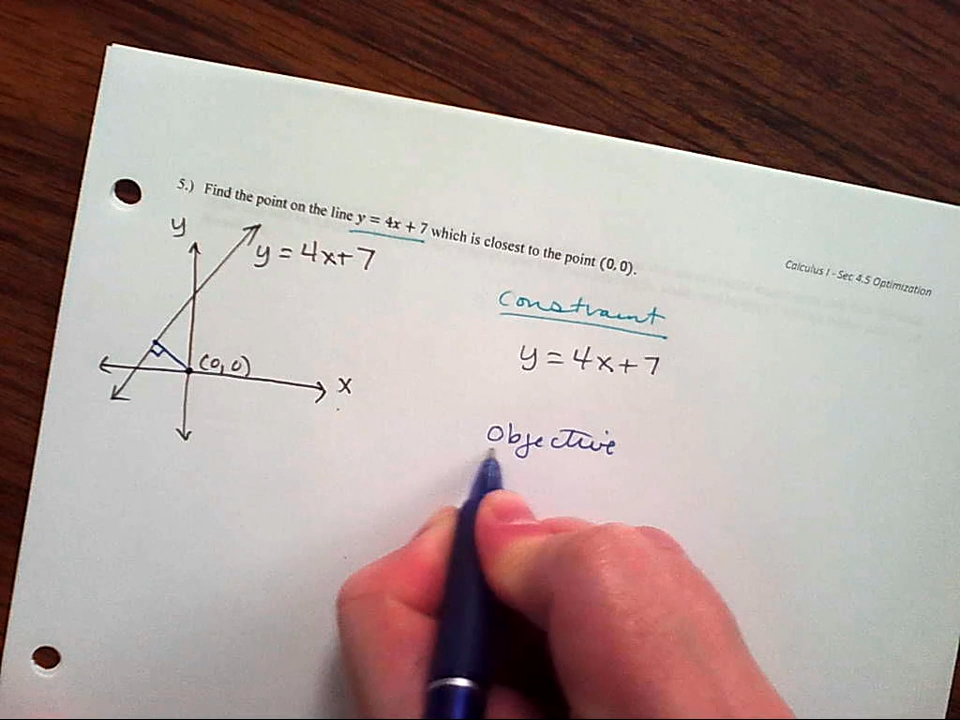 5.) Find the point on the line y = 4x + 7 which is closest to the point (0, 0).
Calculus I - Sec 4.5 Optimization
y
y = 4x+7
(0,0)
x
Constraint
y = 4x+7
Objective